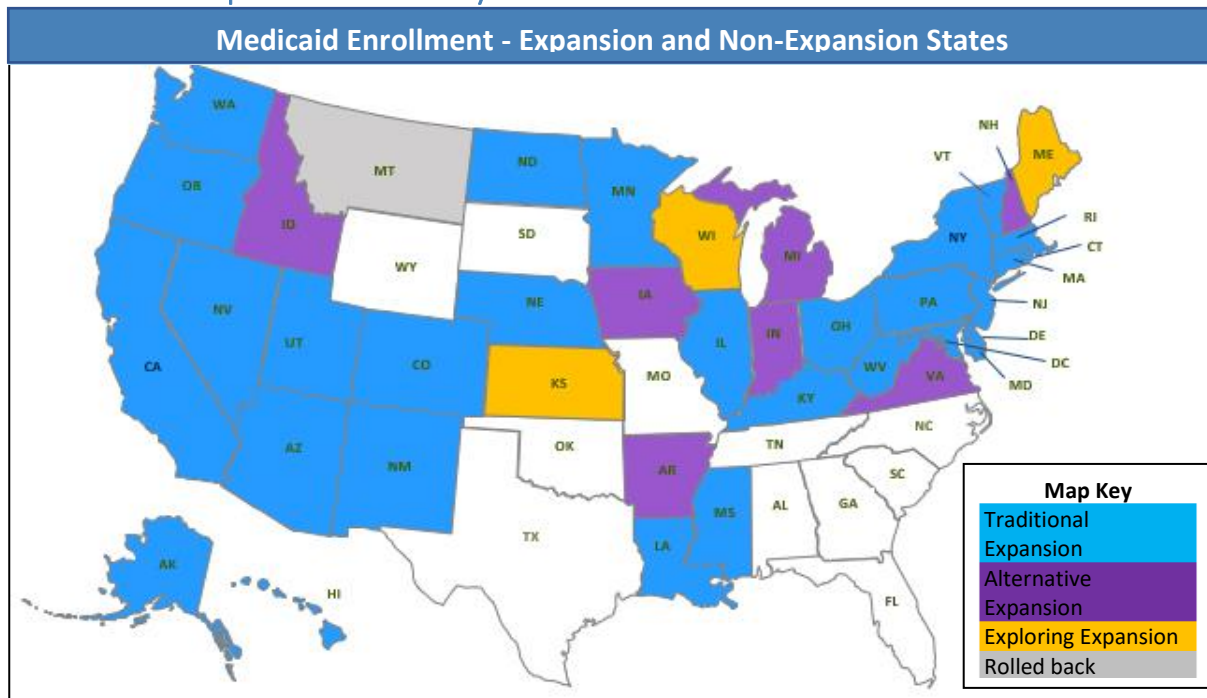 Medicaid Enrollment - Expansion and Non-Expansion States
WA
OR
CA
NV
ID
MT
WY
UT
CO
AZ
NM
ND
SD
NE
KS
OK
TX
MN
IA
MO
AR
LA
WI
IL
MS
MI
IN
OH
KY
TN
AL
GA
FL
SC
NC
WV
VA
PA
NY
VT
NH
ME
RI
CT
MA
NJ
DE
DC
MD
AK
HI
Map Key
Traditional
Expansion
Alternative
Expansion
Exploring Expansion
Rolled back